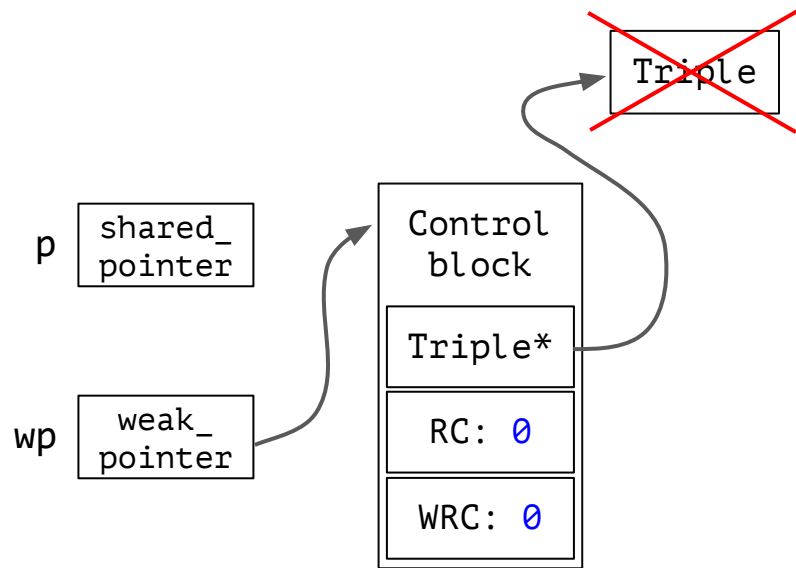 Triple
p
shared_
pointer
Control
block
Triple*
wp
weak_
pointer
RC: 0
WRC: 0